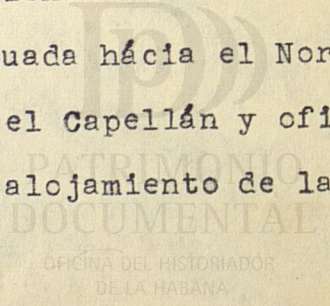 uada hácia el Nor
el Capellán y ofi
alojamiento de la
PATRIMONIO
DOCUMENTAL
OFICINA DEL HISTORIADOR
DE LA HABANA